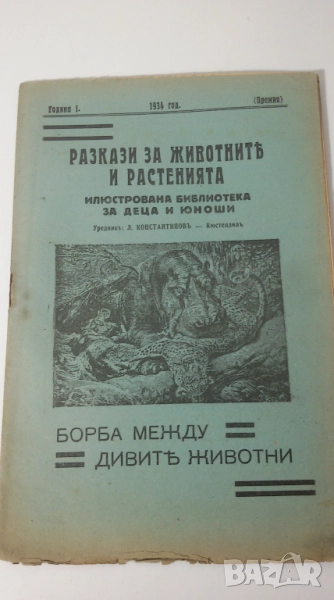 Година I.
1934 год.
(Премия)
РАЗКАЗИ ЗА ЖИВОТНИТѢ
И РАСТЕНИЯТА
ИЛЮСТРОВАНА БИБЛИОТЕКА
ЗА ДЕЦА И ЮНОШИ
Уредникъ: Л. КОНСТАНТИНОВЪ — Кюстендилъ
БОРБА МЕЖДУ
ДИВИТѢ ЖИВОТНИ
BAZAR